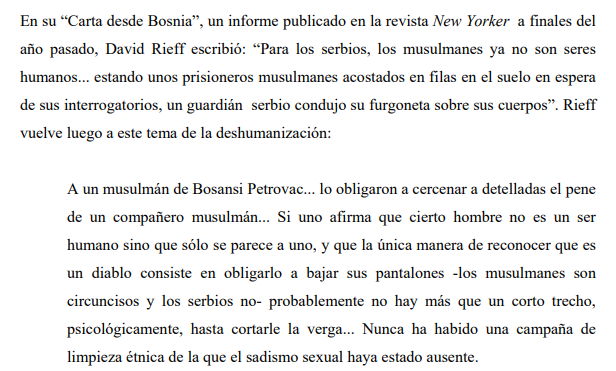 En su “Carta desde Bosnia”, un informe publicado en la revista New Yorker a finales del
año pasado, David Rieff escribió: “Para los serbios, los musulmanes ya no son seres
humanos... estando unos prisioneros musulmanes acostados en filas en el suelo en espera
de sus interrogatorios, un guardián serbio condujo su furgoneta sobre sus cuerpos”. Rieff
vuelve luego a este tema de la deshumanización:
A un musulmán de Bosansi Petrovac... lo obligaron a cercenar a detelladas el pene
de un compañero musulmán... Si uno afirma que cierto hombre no es un ser
humano sino que sólo se parece a uno, y que la única manera de reconocer que es
un diablo consiste en obligarlo a bajar sus pantalones -los musulmanes son
circuncisos y los serbios no- probablemente no hay más que un corto trecho,
psicológicamente, hasta cortarle la verga... Nunca ha habido una campaña de
limpieza étnica de la que el sadismo sexual haya estado ausente.